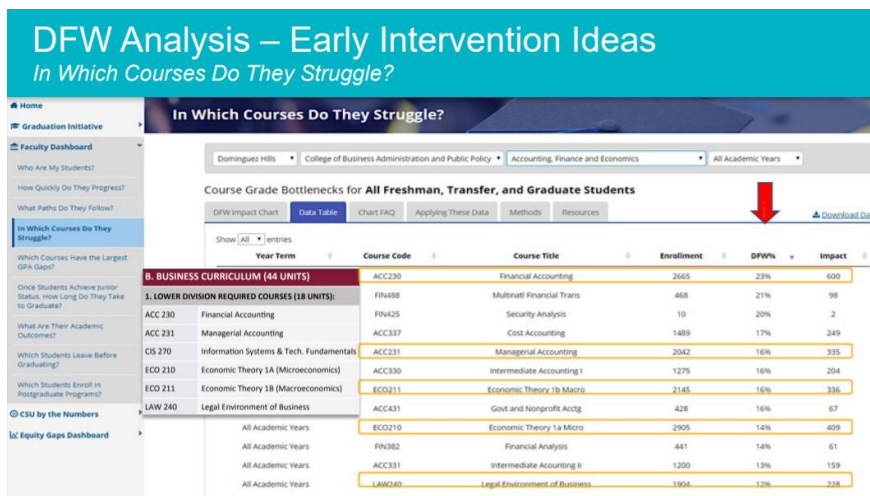 DFW Analysis – Early Intervention Ideas
In Which Courses Do They Struggle?
Home
Graduation Initiative
Faculty Dashboard
Who Are My Students?
How Quickly Do They Progress?
What Paths Do They Follow?
In Which Courses Do They
Struggle?
Which Courses Have the Largest
GPA Gaps?
Once Students Achieve Junior
Status, How Long Do They Take
to Graduate?
What Are Their Academic
Outcomes?
Which Students Leave Before
Graduating?
Which Students Enroll in
Postgraduate Programs?
CSU by the Numbers
Equity Gaps Dashboard
In Which Courses Do They Struggle?
Dominguez Hills College of Business Administration and Public Policy Accounting, Finance and Economics All Academic Years
Course Grade Bottlenecks for All Freshman, Transfer, and Graduate Students
DFW Impact Chart Data Table Chart FAQ Applying These Data Methods Resources Download Da
Show All entries
Year Term Course Code Course Title Enrollment DFW% Impact
B. BUSINESS CURRICULUM (44 UNITS)
1. LOWER DIVISION REQUIRED COURSES (18 UNITS):
ACC 230 Financial Accounting
ACC 231 Managerial Accounting
CIS 270 Information Systems & Tech. Fundamentals
ECO 210 Economic Theory 1A (Microeconomics)
ECO 211 Economic Theory 1B (Macroeconomics)
LAW 240 Legal Environment of Business
ACC230 Financial Accounting 2665 23% 600
FIN488 Multinatl Financial Trans 468 21% 98
FIN425 Security Analysis 10 20% 2
ACC337 Cost Accounting 1489 17% 249
ACC231 Managerial Accounting 2042 16% 335
ACC330 Intermediate Accounting I 1275 16% 204
ECO211 Economic Theory 1b Macro 2145 16% 336
ACC431 Govt and Nonprofit Acctg 428 16% 67
All Academic Years ECO210 Economic Theory 1a Micro 2905 14% 409
All Academic Years FIN382 Financial Analysis 441 14% 61
All Academic Years ACC331 Intermediate Acounting II 1200 13% 159
All Academic Years LAW240 Legal Environment of Business 1904 12% 228